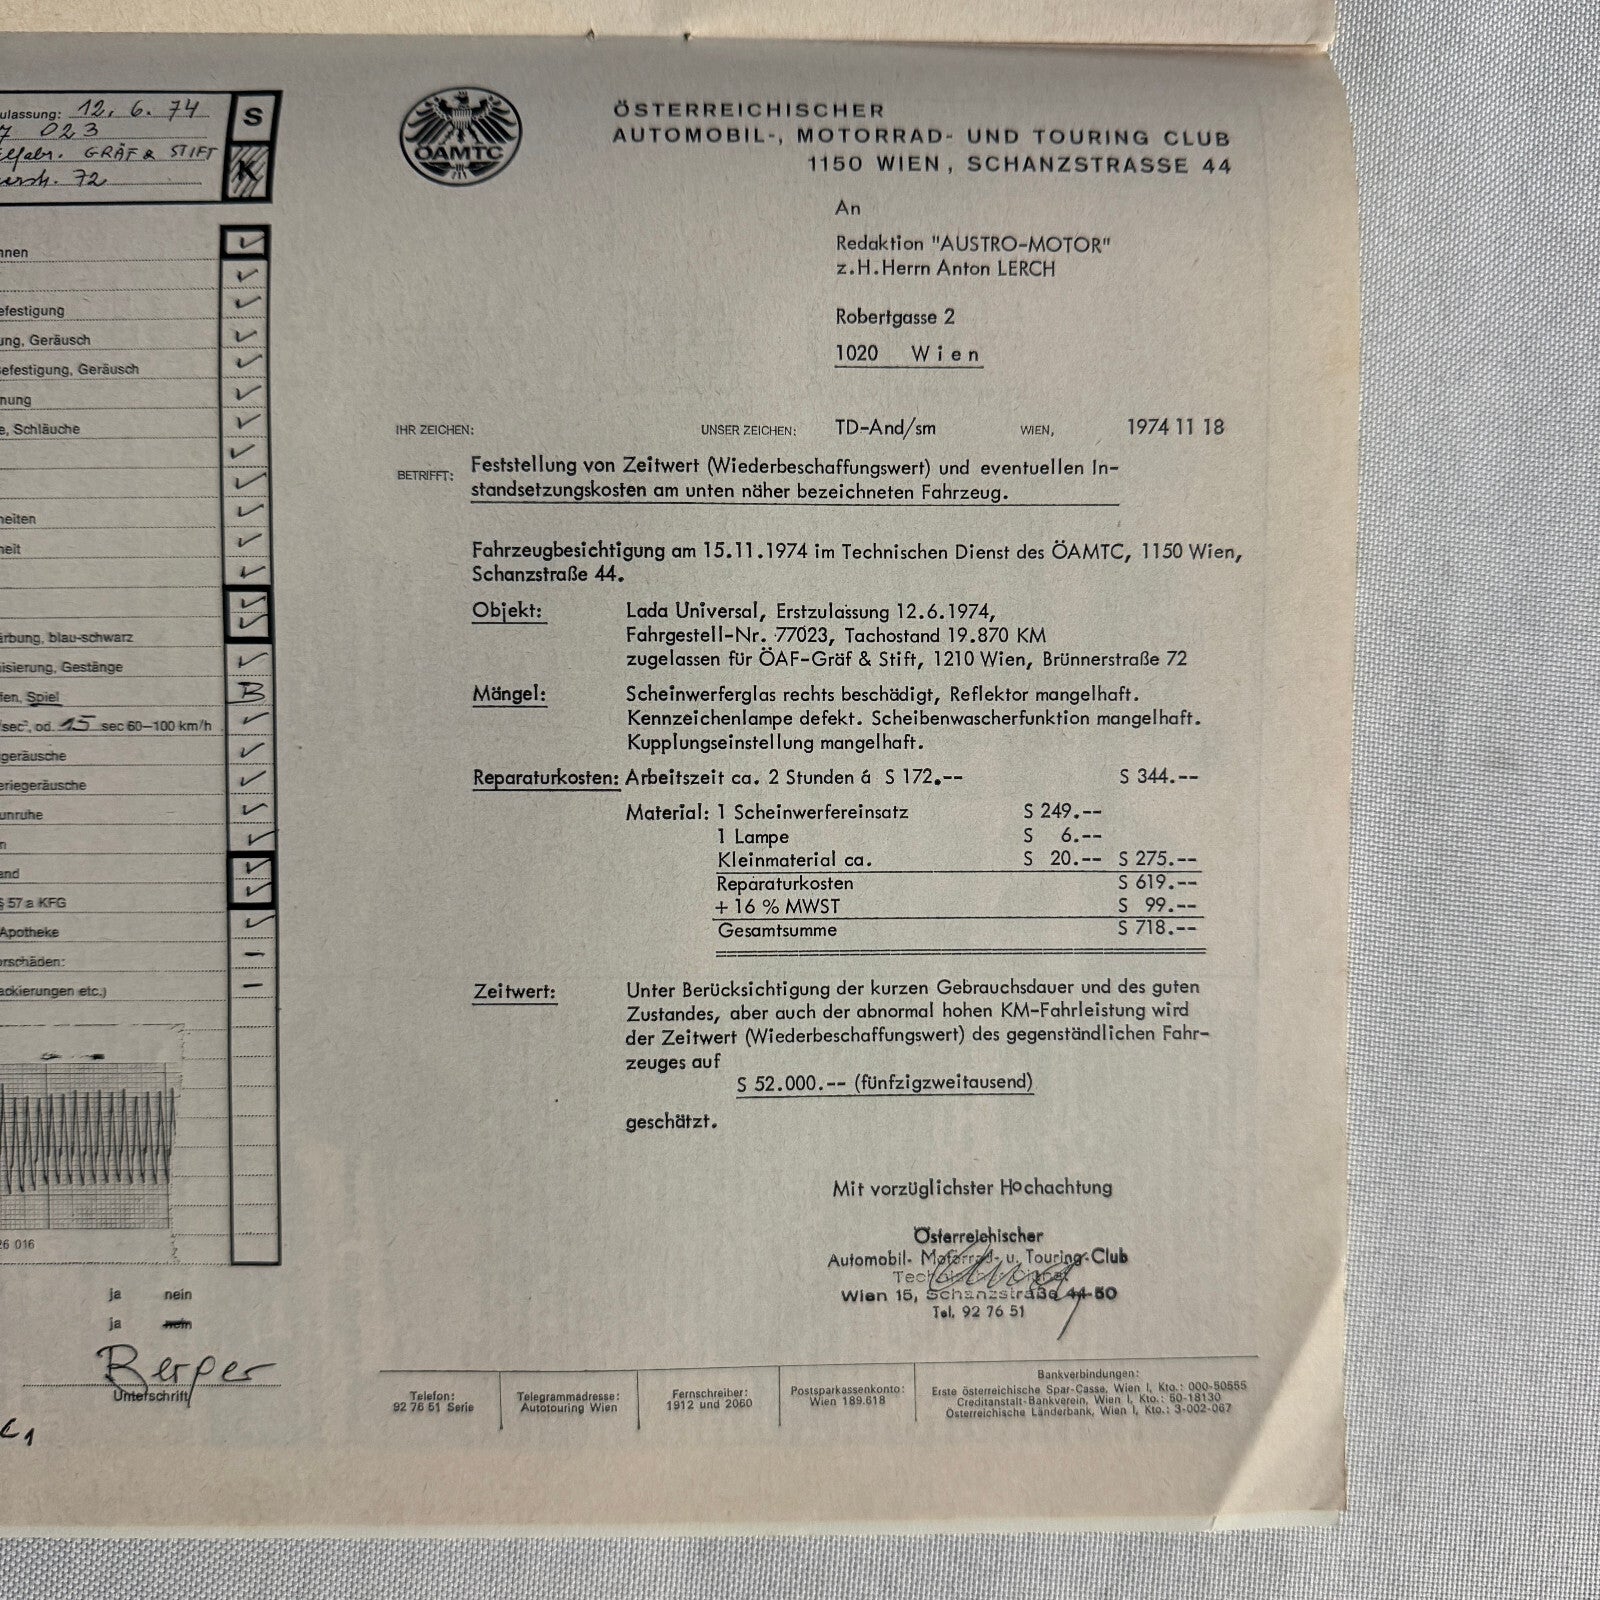 ulassung: 12. 6. 74
7 023
GRÄF & STIFT
72
S
K
nnen
efestigung
ung, Geräusch
efestigung, Geräusch
nung
e, Schläuche
heiten
heit
ärbung, blau-schwarz
isierung, Gestänge
fen, Spiel
B
/sec², od. 15 sec 60–100 km/h
geräusche
eriegeräusche
unruhe
n
and
§ 57 a KFG
Apotheke
orschäden:
ackierungen etc.)
26 016
ja nein
ja nein
Berger
Unterschrift
ÖAMTC
ÖSTERREICHISCHER
AUTOMOBIL-, MOTORRAD- UND TOURING CLUB
1150 WIEN, SCHANZSTRASSE 44
An
Redaktion "AUSTRO-MOTOR"
z.H.Herrn Anton LERCH
Robertgasse 2
1020 Wien
IHR ZEICHEN: UNSER ZEICHEN: TD-And/sm WIEN, 1974 11 18
BETRIFFT: Feststellung von Zeitwert (Wiederbeschaffungswert) und eventuellen In-
standsetzungskosten am unten näher bezeichneten Fahrzeug.
Fahrzeugbesichtigung am 15.11.1974 im Technischen Dienst des ÖAMTC, 1150 Wien,
Schanzstraße 44.
Objekt: Lada Universal, Erstzulassung 12.6.1974,
Fahrgestell-Nr. 77023, Tachostand 19.870 KM
zugelassen für ÖAF-Gräf & Stift, 1210 Wien, Brünnerstraße 72
Mängel: Scheinwerferglas rechts beschädigt, Reflektor mangelhaft.
Kennzeichenlampe defekt. Scheibenwascherfunktion mangelhaft.
Kupplungseinstellung mangelhaft.
Reparaturkosten: Arbeitszeit ca. 2 Stunden á S 172.-- S 344.--
Material: 1 Scheinwerfereinsatz S 249.--
1 Lampe S 6.--
Kleinmaterial ca. S 20.-- S 275.--
Reparaturkosten S 619.--
+ 16 % MWST S 99.--
Gesamtsumme S 718.--
Zeitwert: Unter Berücksichtigung der kurzen Gebrauchsdauer und des guten
Zustandes, aber auch der abnormal hohen KM-Fahrleistung wird
der Zeitwert (Wiederbeschaffungswert) des gegenständlichen Fahr-
zeuges auf
S 52.000.-- (fünfzigzweitausend)
geschätzt.
Mit vorzüglichster Hochachtung
Österreichischer
Automobil- Motorrad- u. Touring-Club
Technischer Dienst
Wien 15, Schanzstraße 44-50
Tel. 92 76 51
Telefon:
92 76 51 Serie
Telegrammadresse:
Autotouring Wien
Fernschreiber:
1912 und 2060
Postsparkassenkonto:
Wien 189.618
Bankverbindungen:
Erste österreichische Spar-Casse, Wien I, Kto.: 000-50555
Creditanstalt-Bankverein, Wien I, Kto.: 50-18130
Österreichische Länderbank, Wien I, Kto.: 3-002-067